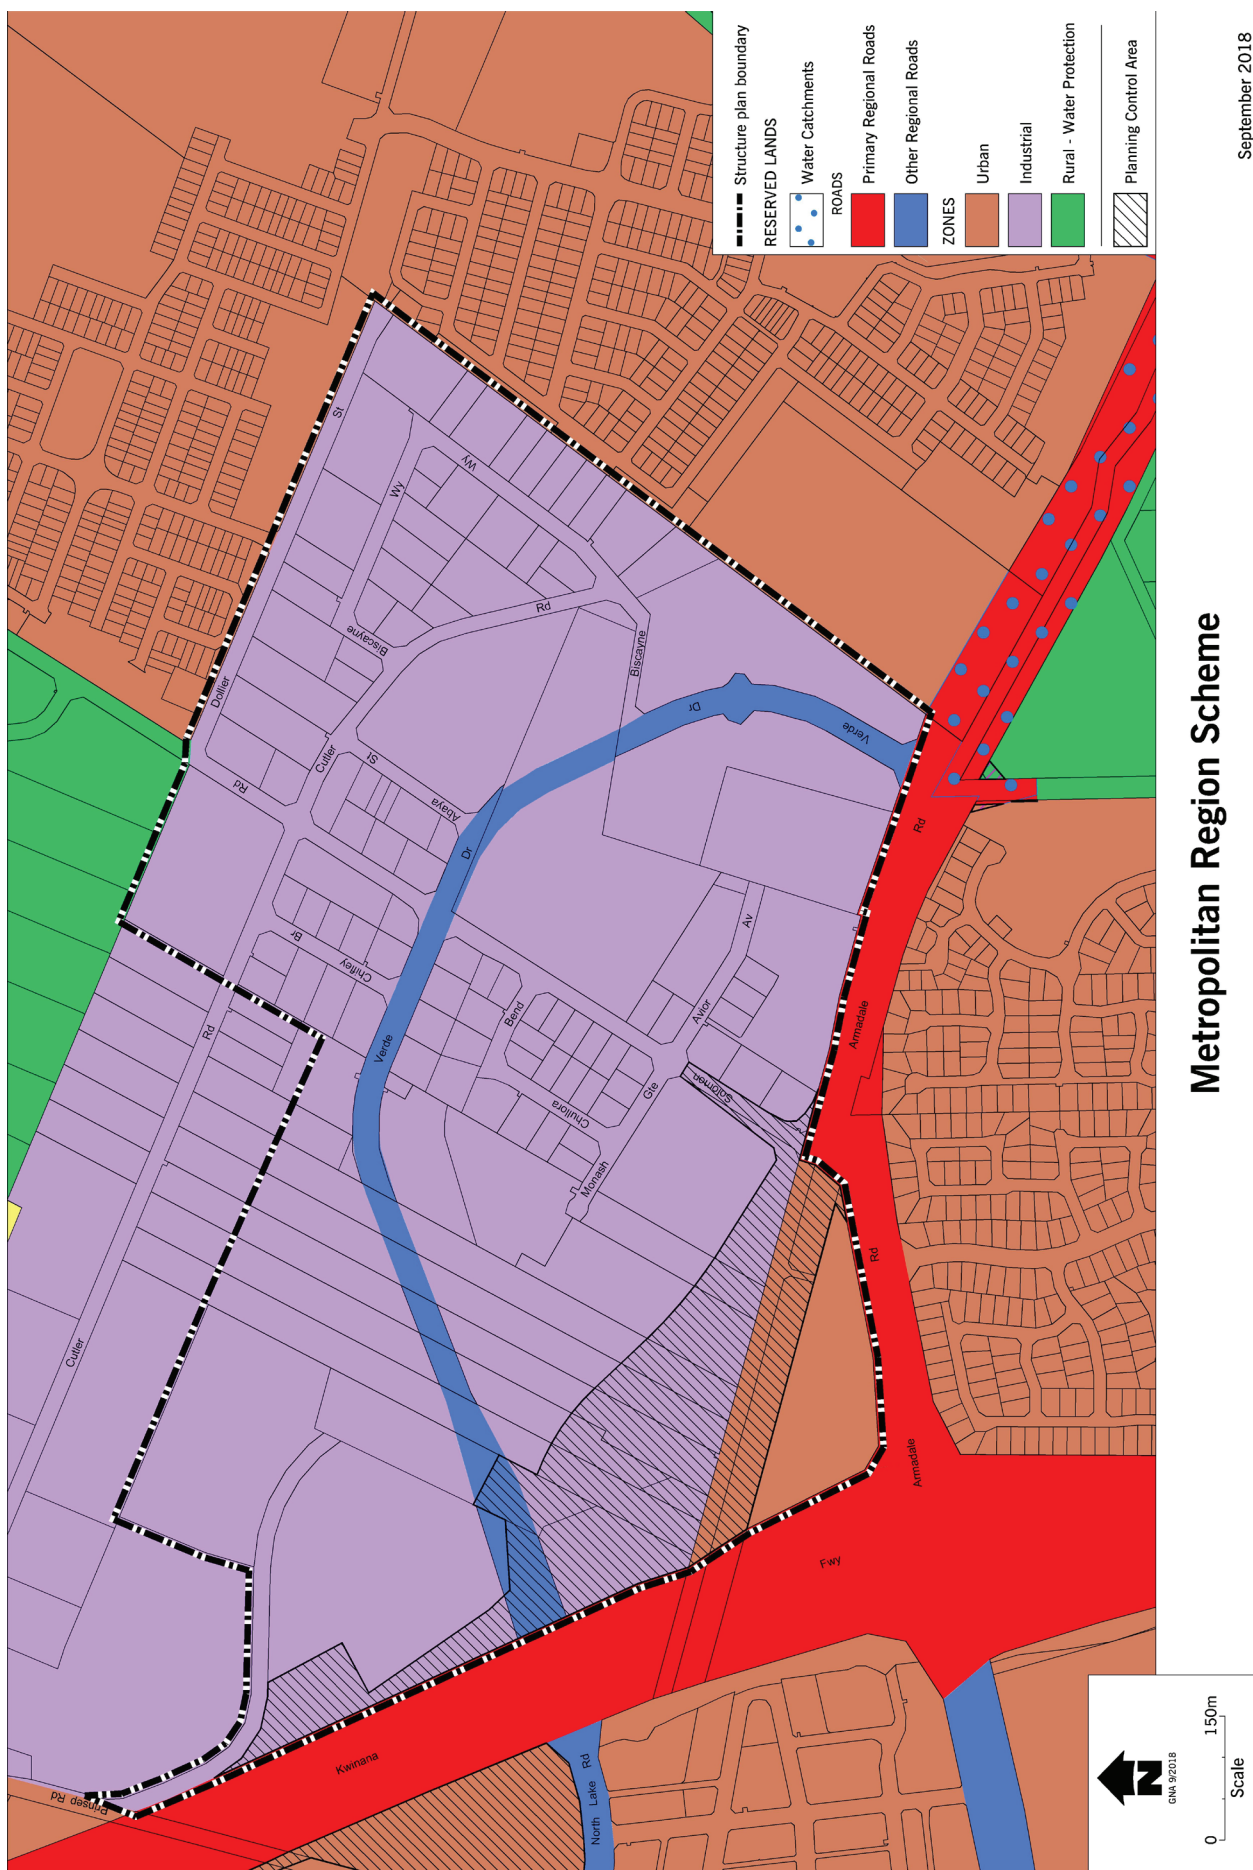 Structure plan boundary
RESERVED LANDS
Water Catchments
ROADS
Primary Regional Roads
Other Regional Roads
ZONES
Urban
Industrial
Rural - Water Protection
Planning Control Area
St
Wy
Wy
Biscayne
Rd
Biscayne
Dollier
Cutler
St
Rd
Abaya
Dr
Verde
Dr
Rd
Br
Chifley
Rd
Verde
Bend
Av
Avior
Armadale
Solomon
Gte
Chullora
Monash
Rd
Cutler
Armadale
Fwy
Kwinana
Prinsep Rd
North Lake Rd
N
GNA 9/2018
0 150m
Scale
Metropolitan Region Scheme
September 2018